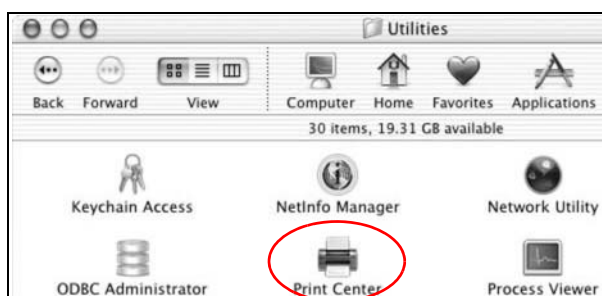 Utilities
Back Forward View Computer Home Favorites Applications
30 items, 19.31 GB available
Keychain Access NetInfo Manager Network Utility
ODBC Administrator Print Center Process Viewer